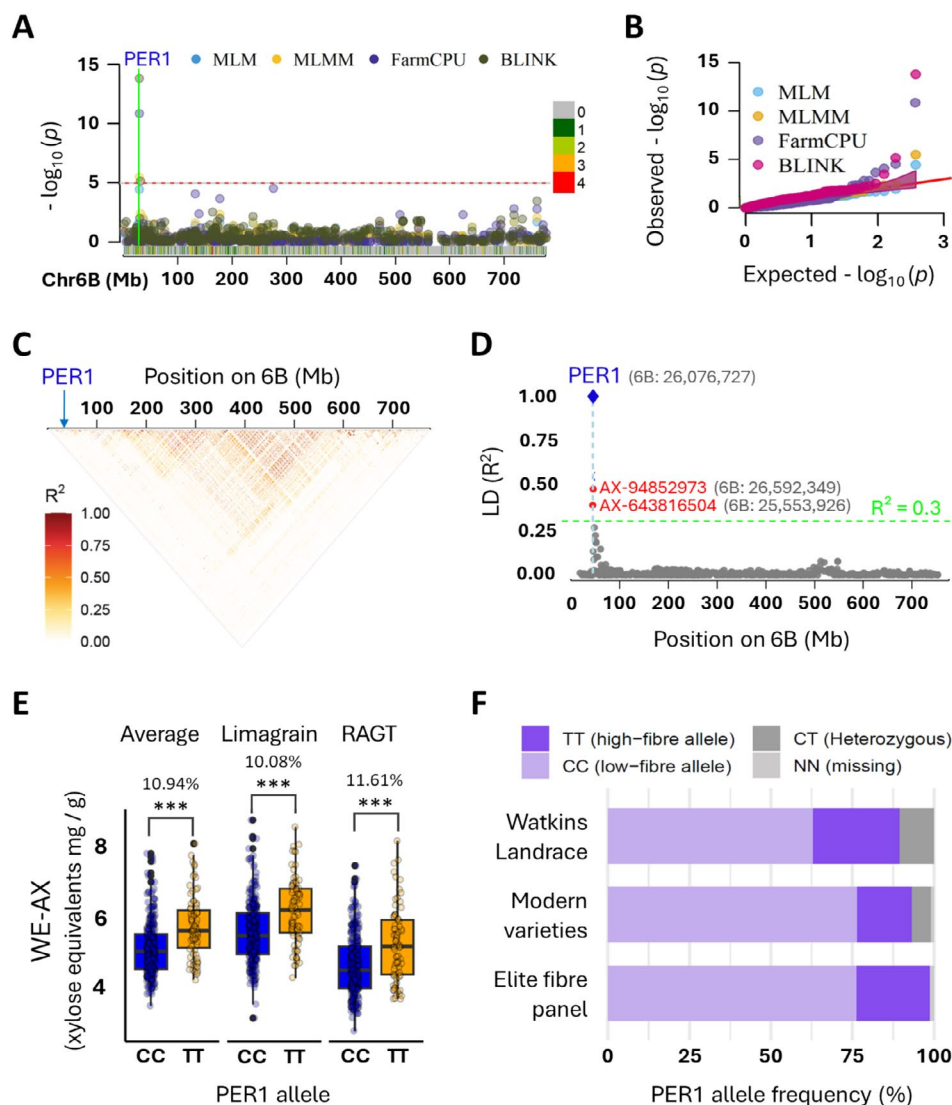 A
PER1 MLM MLMM FarmCPU BLINK
- log10 (p)
15
10
5
0
0
1
2
3
4
Chr6B (Mb) 100 200 300 400 500 600 700
B
Observed - log10 (p)
15
10
5
0
MLM
MLMM
FarmCPU
BLINK
0 1 2 3
Expected - log10 (p)
C
PER1 Position on 6B (Mb)
100 200 300 400 500 600 700
R²
1.00
0.75
0.50
0.25
0.00
D
PER1 (6B: 26,076,727)
LD (R²)
1.00
0.75
0.50
0.25
0.00
AX-94852973 (6B: 26,592,349)
AX-643816504 (6B: 25,553,926)
R² = 0.3
0 100 200 300 400 500 600 700
Position on 6B (Mb)
E
Average Limagrain RAGT
10.94% 10.08% 11.61%
*** *** ***
WE-AX
(xylose equivalents mg / g)
8
6
4
CC TT CC TT CC TT
PER1 allele
F
TT (high-fibre allele) CT (Heterozygous)
CC (low-fibre allele) NN (missing)
Watkins
Landrace
Modern
varieties
Elite fibre
panel
0 25 50 75 100
PER1 allele frequency (%)